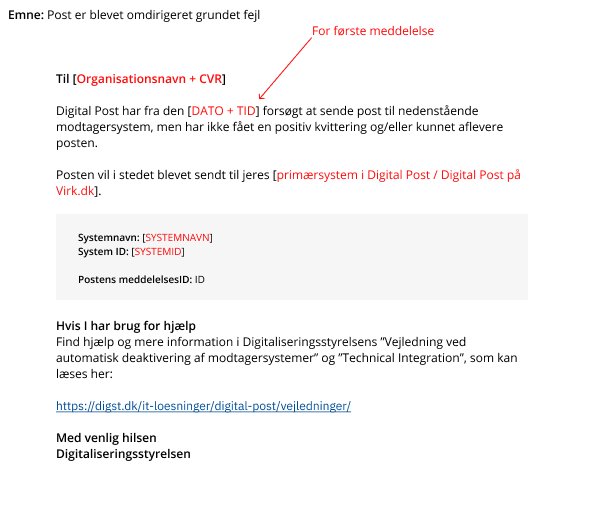 Emne: Post er blevet omdirigeret grundet fejl
For første meddelelse
Til [Organisationsnavn + CVR]
Digital Post har fra den [DATO + TID] forsøgt at sende post til nedenstående
modtagersystem, men har ikke fået en positiv kvittering og/eller kunnet aflevere
posten.
Posten vil i stedet blevet sendt til jeres [primærsystem i Digital Post / Digital Post på
Virk.dk].
Systemnavn: [SYSTEMNAVN]
System ID: [SYSTEMID]
Postens meddelelsesID: ID
Hvis I har brug for hjælp
Find hjælp og mere information i Digitaliseringsstyrelsens ”Vejledning ved
automatisk deaktivering af modtagersystemer” og ”Technical Integration”, som kan
læses her:
https://digst.dk/it-loesninger/digital-post/vejledninger/
Med venlig hilsen
Digitaliseringsstyrelsen